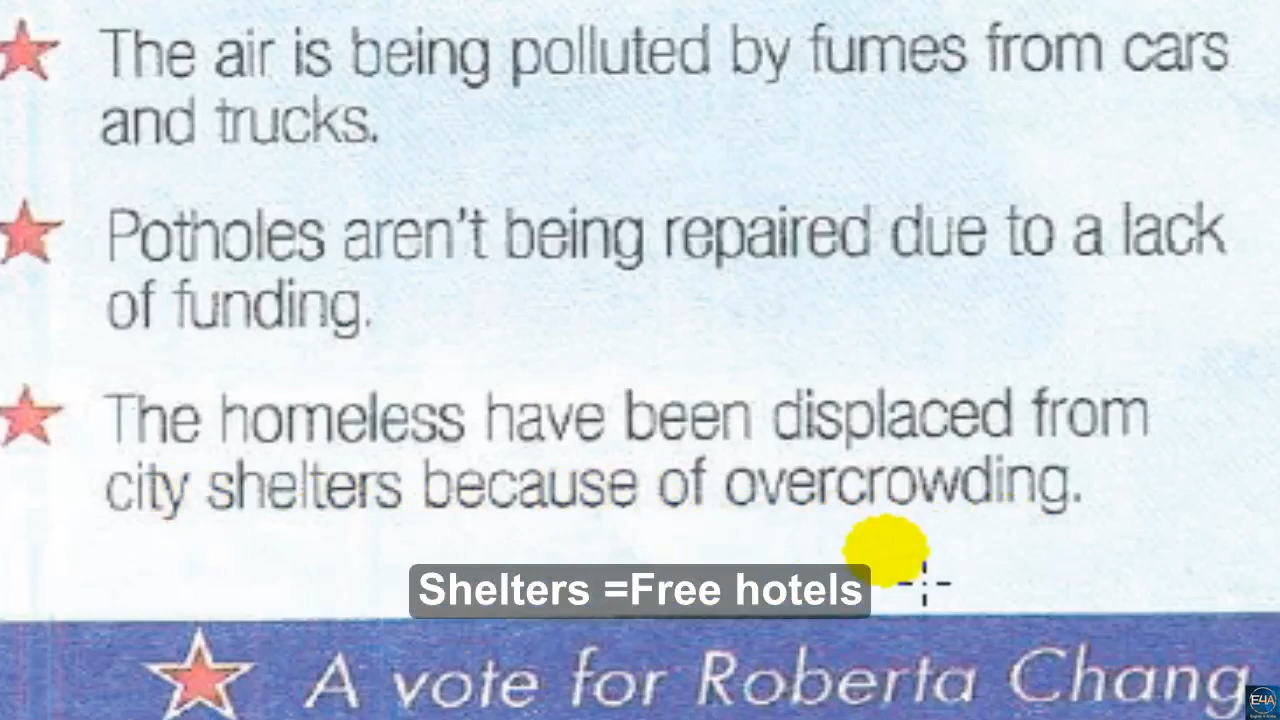 The air is being polluted by fumes from cars
and trucks.
Potholes aren't being repaired due to a lack
of funding.
The homeless have been displaced from
city shelters because of overcrowding.
Shelters =Free hotels
A vote for Roberta Chang
E4A